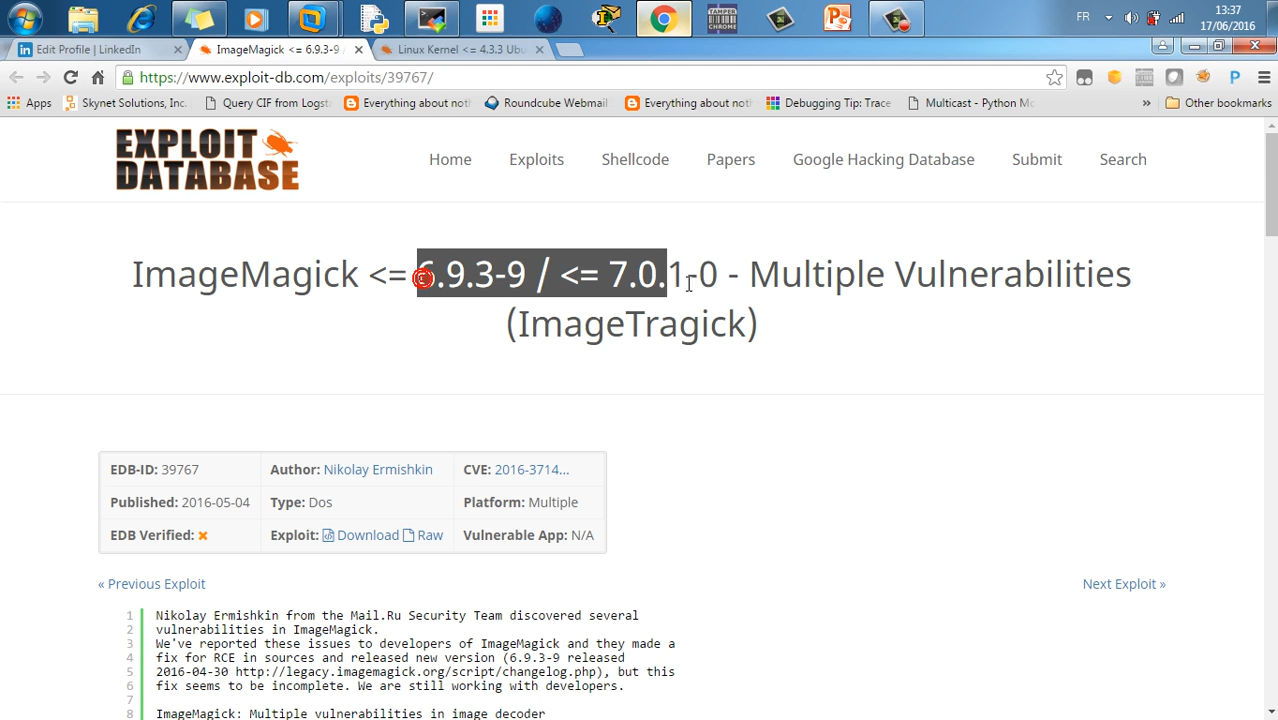 13:37
FR
17/06/2016
TAMPER
CHROME
Edit Profile | LinkedIn
ImageMagick <= 6.9.3-9 /
Linux Kernel <= 4.3.3 Ubu
https://www.exploit-db.com/exploits/39767/
Apps
Skynet Solutions, Inc.
Query CIF from Logst
Everything about not
Roundcube Webmail
Everything about not
Debugging Tip: Trace
Multicast - Python Mo
»
Other bookmarks
EXPLOIT
DATABASE
Home
Exploits
Shellcode
Papers
Google Hacking Database
Submit
Search
ImageMagick <= 6.9.3-9 / <= 7.0.1-0 - Multiple Vulnerabilities
(ImageTragick)
EDB-ID: 39767
Author: Nikolay Ermishkin
CVE: 2016-3714...
Published: 2016-05-04
Type: Dos
Platform: Multiple
EDB Verified:
Exploit: Download Raw
Vulnerable App: N/A
« Previous Exploit
Next Exploit »
1 Nikolay Ermishkin from the Mail.Ru Security Team discovered several
2 vulnerabilities in ImageMagick.
3 We've reported these issues to developers of ImageMagick and they made a
4 fix for RCE in sources and released new version (6.9.3-9 released
5 2016-04-30 http://legacy.imagemagick.org/script/changelog.php), but this
6 fix seems to be incomplete. We are still working with developers.
7
8 ImageMagick: Multiple vulnerabilities in image decoder